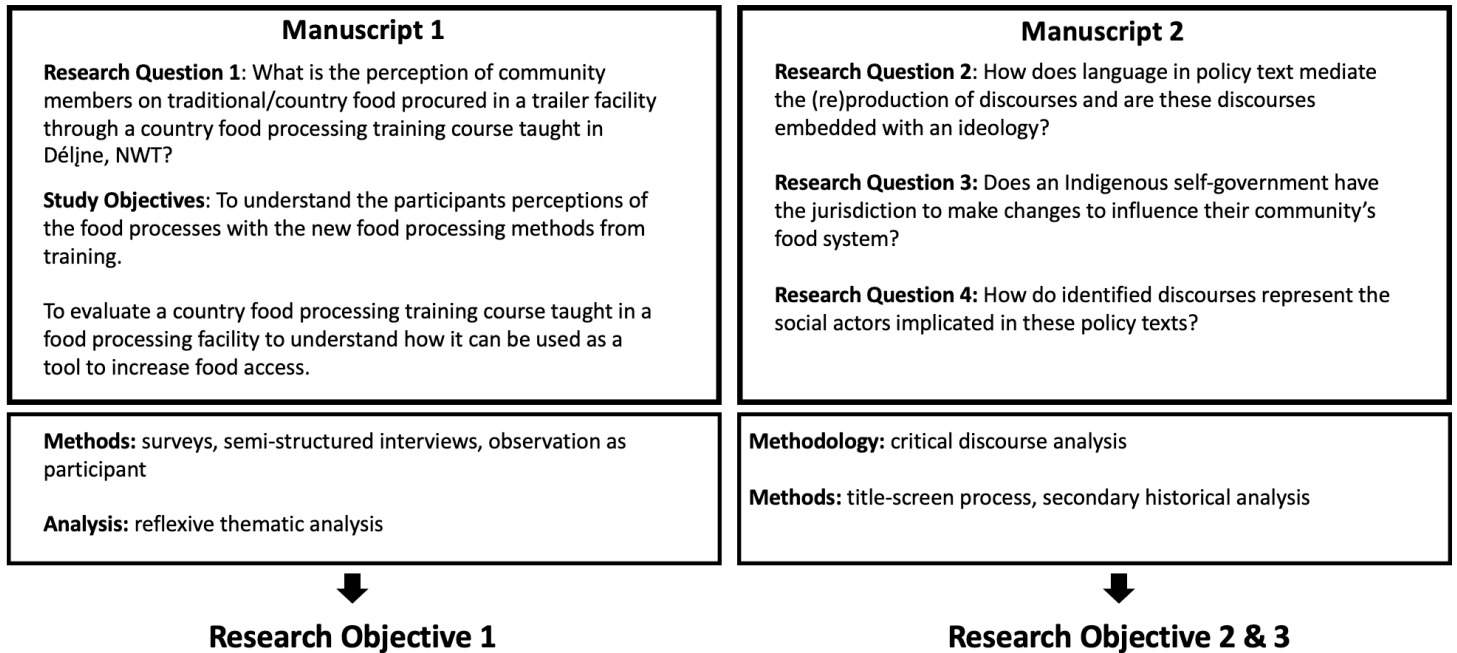 Manuscript 1
Research Question 1: What is the perception of community
members on traditional/country food procured in a trailer facility
through a country food processing training course taught in
Délı̨ne, NWT?
Study Objectives: To understand the participants perceptions of
the food processes with the new food processing methods from
training.
To evaluate a country food processing training course taught in a
food processing facility to understand how it can be used as a
tool to increase food access.
Methods: surveys, semi-structured interviews, observation as
participant
Analysis: reflexive thematic analysis
Research Objective 1
Manuscript 2
Research Question 2: How does language in policy text mediate
the (re)production of discourses and are these discourses
embedded with an ideology?
Research Question 3: Does an Indigenous self-government have
the jurisdiction to make changes to influence their community’s
food system?
Research Question 4: How do identified discourses represent the
social actors implicated in these policy texts?
Methodology: critical discourse analysis
Methods: title-screen process, secondary historical analysis
Research Objective 2 & 3